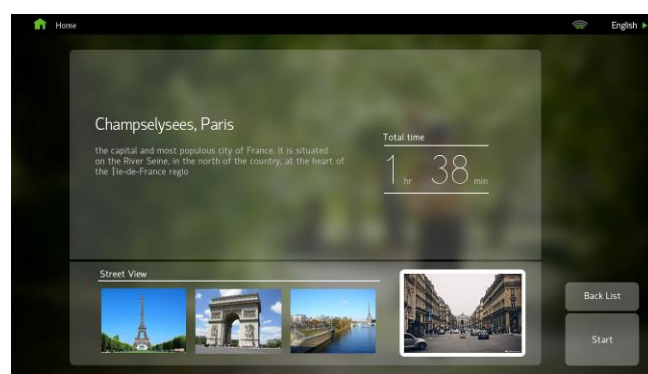 Home
English
Champselysees, Paris
the capital and most populous city of France. It is situated
on the River Seine, in the north of the country, at the heart of
the ]le-de-France regio
Total time
1 hr 38 min
Street View
Back List
Start